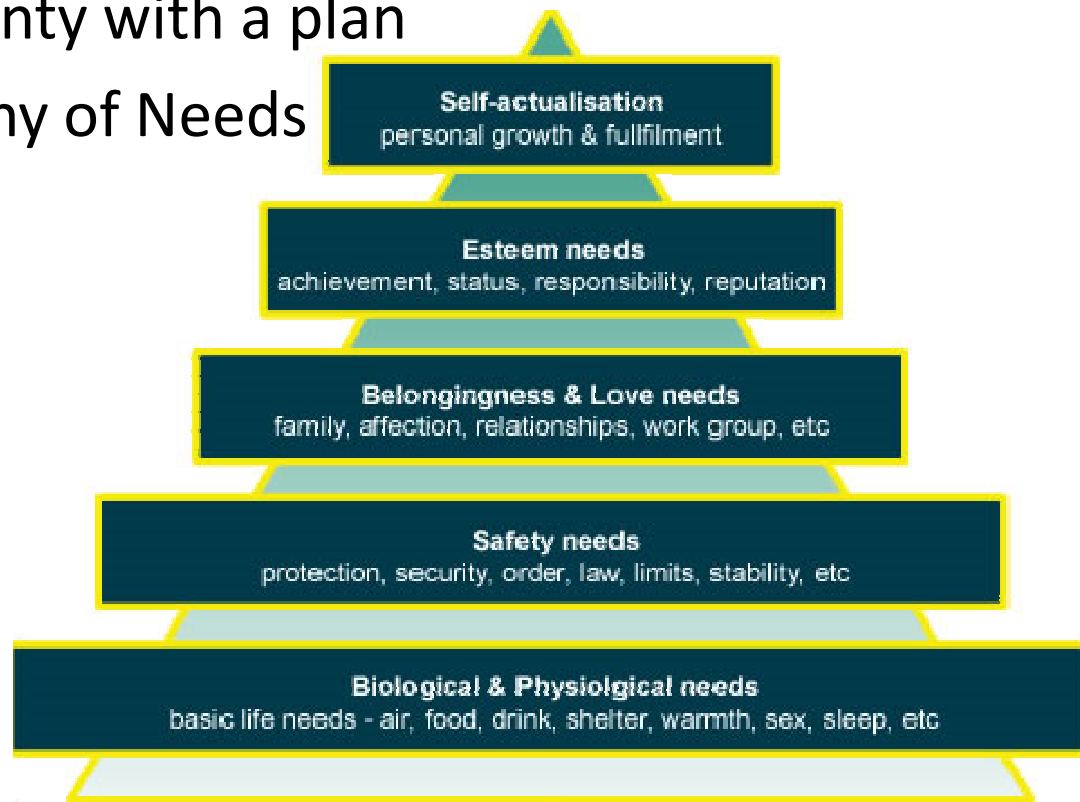 nty with a plan
ny of Needs
Self-actualisation
personal growth & fullfilment
Esteem needs
achievement, status, responsibility, reputation
Belongingness & Love needs
family, affection, relationships, work group, etc
Safety needs
protection, security, order, law, limits, stability, etc
Biological & Physiolgical needs
basic life needs - air, food, drink, shelter, warmth, sex, sleep, etc